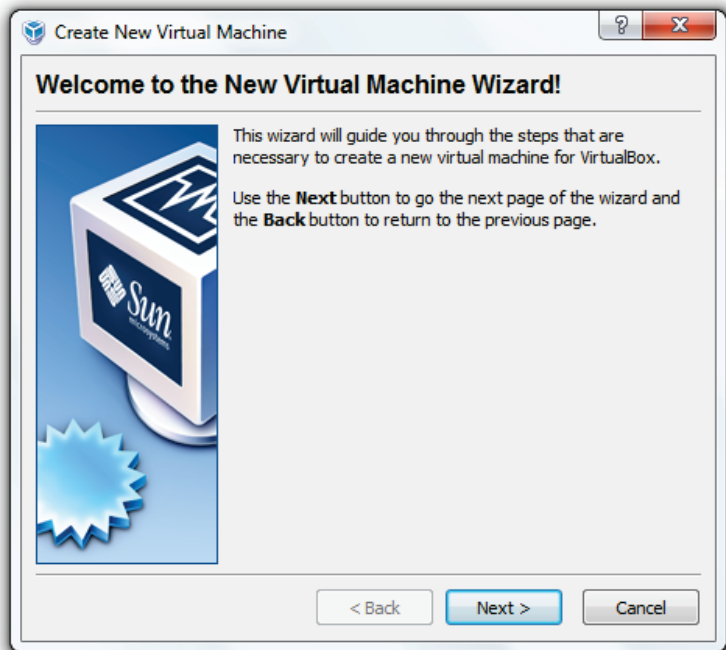 Create New Virtual Machine
?
X
Welcome to the New Virtual Machine Wizard!
This wizard will guide you through the steps that are
necessary to create a new virtual machine for VirtualBox.
Use the Next button to go the next page of the wizard and
the Back button to return to the previous page.
Sun
microsystems
< Back
Next >
Cancel